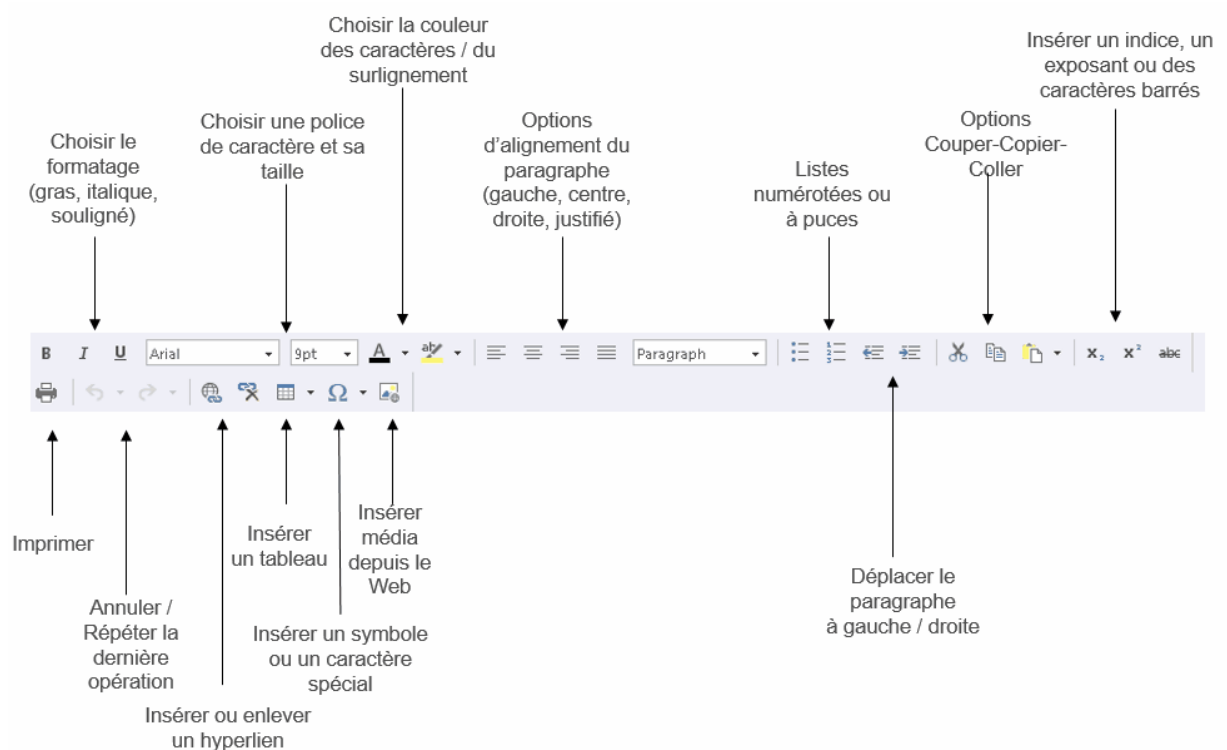 Choisir la couleur
des caractères / du
surlignement
Insérer un indice, un
exposant ou des
caractères barrés
Choisir une police
de caractère et sa
taille
Options
d'alignement du
paragraphe
(gauche, centre,
droite, justifié)
Options
Couper-Copier-
Coller
Choisir le
formatage
(gras, italique,
souligné)
Listes
numérotées ou
à puces
B I U Arial 9pt A ab Paragraph x₂ x² abc
Ω
Imprimer
Annuler /
Répéter la
dernière
opération
Insérer ou enlever
un hyperlien
Insérer
un tableau
Insérer un symbole
ou un caractère
spécial
Insérer
média
depuis le
Web
Déplacer le
paragraphe
à gauche / droite